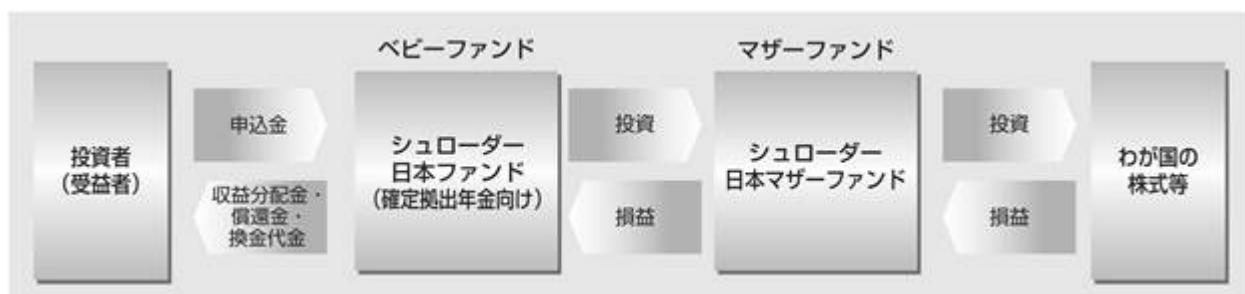 ベビーファンド
マザーファンド
投資者
（受益者）
申込金
収益分配金・
償還金・
換金代金
シュローダー
日本ファンド
（確定拠出年金向け）
投資
損益
シュローダー
日本マザーファンド
投資
損益
わが国の
株式等